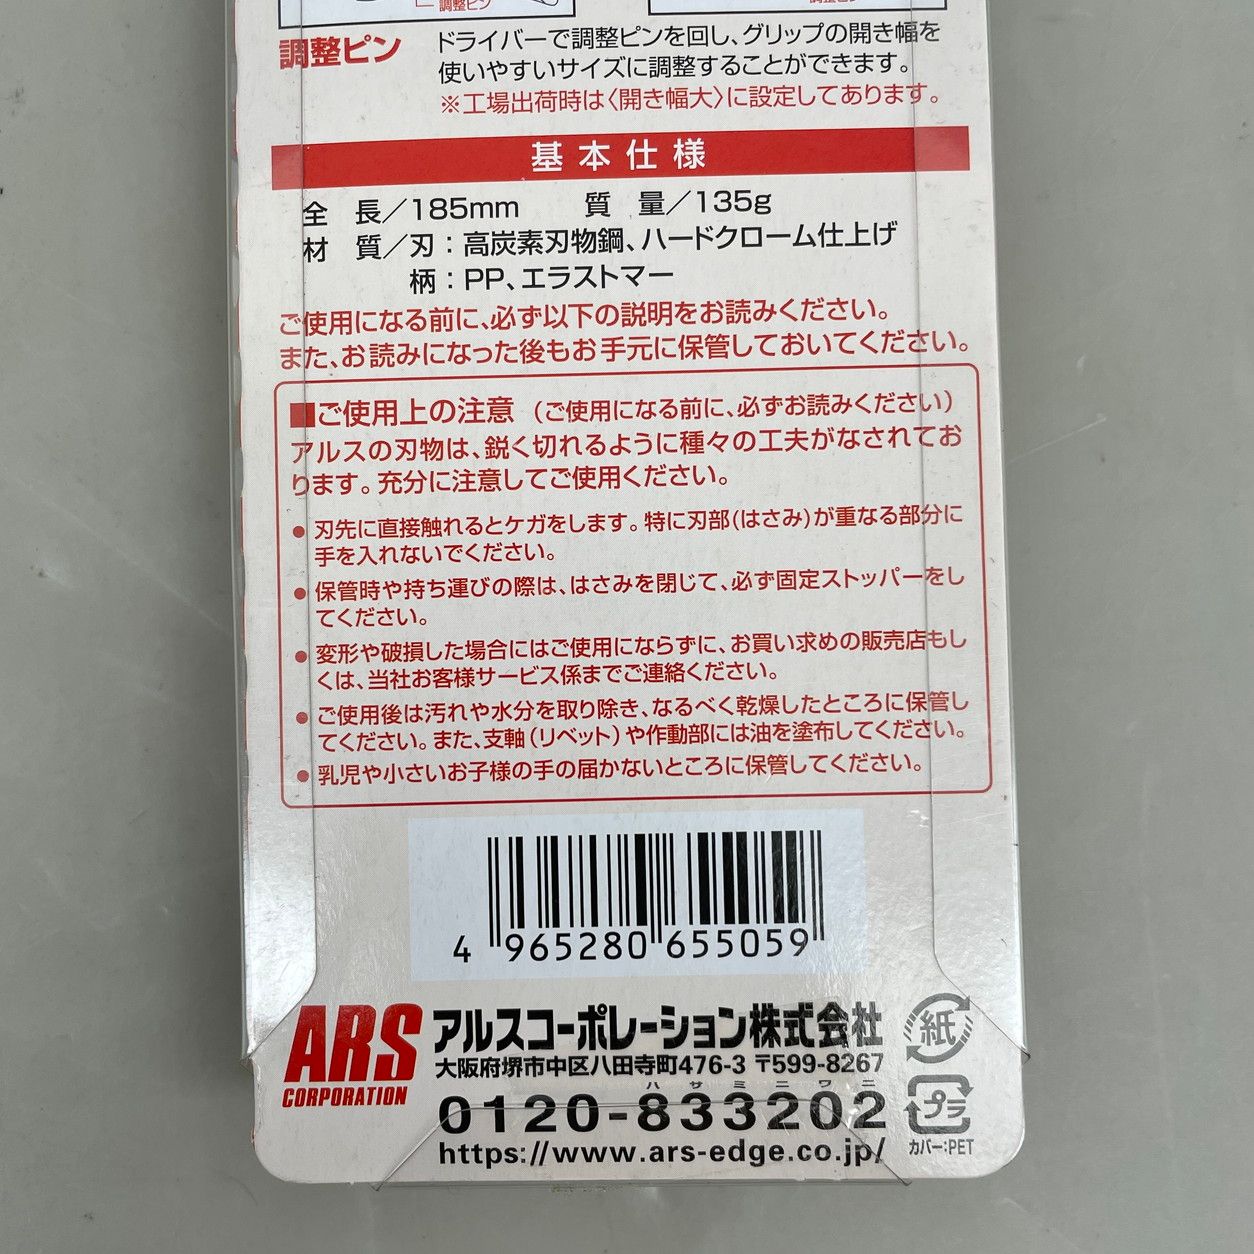 調整ピン
調整ピン
ドライバーで調整ピンを回し、グリップの開き幅を
使いやすいサイズに調整することができます。
※工場出荷時は〈開き幅大〉に設定してあります。
基本仕様
全 長／185mm 質 量／135g
材 質／刃：高炭素刃物鋼、ハードクローム仕上げ
柄：PP、エラストマー
ご使用になる前に、必ず以下の説明をお読みください。
また、お読みになった後もお手元に保管しておいてください。
■ご使用上の注意（ご使用になる前に、必ずお読みください）
アルスの刃物は、鋭く切れるように種々の工夫がなされてお
ります。充分に注意してご使用ください。
●刃先に直接触れるとケガをします。特に刃部(はさみ)が重なる部分に
手を入れないでください。
●保管時や持ち運びの際は、はさみを閉じて、必ず固定ストッパーをし
てください。
●変形や破損した場合にはご使用にならずに、お買い求めの販売店もし
くは、当社お客様サービス係までご連絡ください。
●ご使用後は汚れや水分を取り除き、なるべく乾燥したところに保管し
てください。また、支軸（リベット）や作動部には油を塗布してください。
●乳児や小さいお子様の手の届かないところに保管してください。
4 965280 655059
ARS
CORPORATION
アルスコーポレーション株式会社
大阪府堺市中区八田寺町476-3 〒599-8267
ハサミニワニ
0120-833202
https://www.ars-edge.co.jp/
紙
プラ
カバー:PET